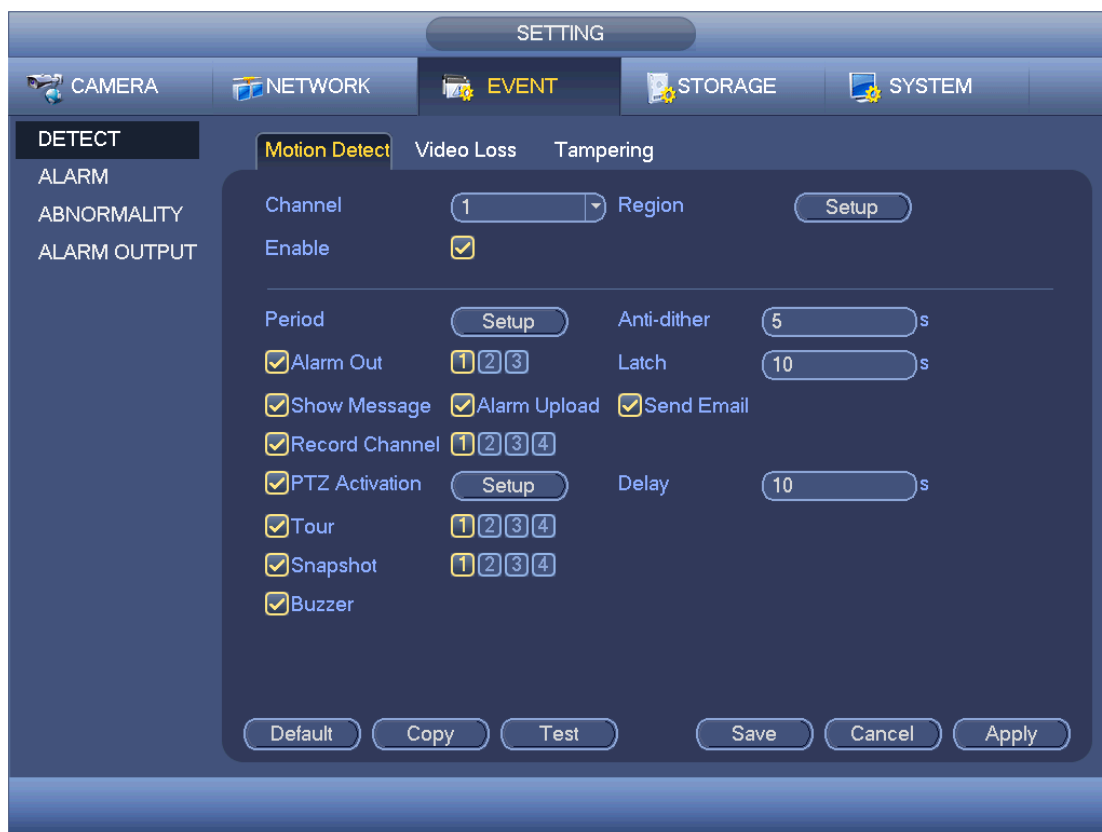 SETTING
CAMERA NETWORK EVENT STORAGE SYSTEM
DETECT
ALARM
ABNORMALITY
ALARM OUTPUT
Motion Detect Video Loss Tampering
Channel 1 Region Setup
Enable
Period Setup Anti-dither 5 s
Alarm Out 1 2 3 Latch 10 s
Show Message Alarm Upload Send Email
Record Channel 1 2 3 4
PTZ Activation Setup Delay 10 s
Tour 1 2 3 4
Snapshot 1 2 3 4
Buzzer
Default Copy Test Save Cancel Apply